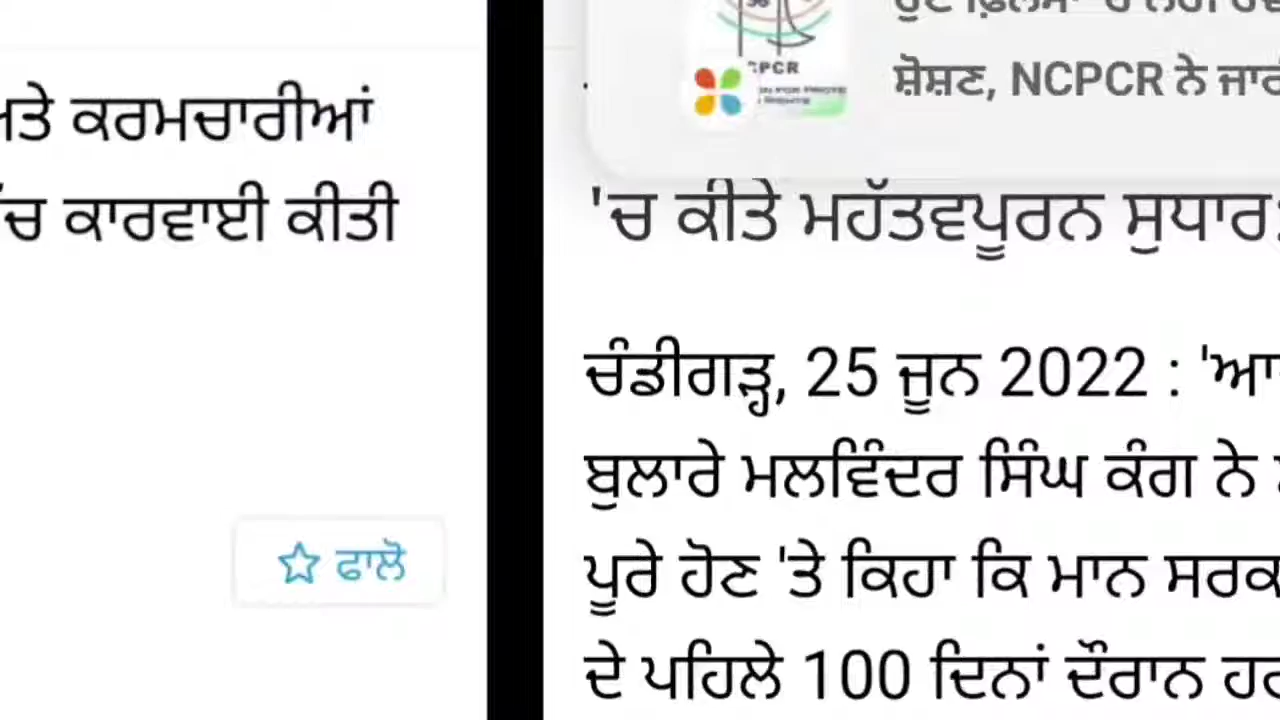 ਕਰਮਚਾਰੀਆਂ
ਕਾਰਵਾਈ ਕੀਤੀ
ਫਾਲੋ
ਸ਼ੋਸ਼ਣ, NCPCR ਨੇ
'ਚ ਕੀਤੇ ਮਹੱਤਵਪੂਰਨ ਸੁਧਾਰ
ਚੰਡੀਗੜ੍ਹ, 25 ਜੂਨ 2022 :
ਬੁਲਾਰੇ ਮਲਵਿੰਦਰ ਸਿੰਘ ਕੰਗ ਨੇ
ਪੂਰੇ ਹੋਣ 'ਤੇ ਕਿਹਾ ਕਿ ਮਾਨ
ਦੇ ਪਹਿਲੇ 100 ਦਿਨਾਂ ਦੌਰਾਨ